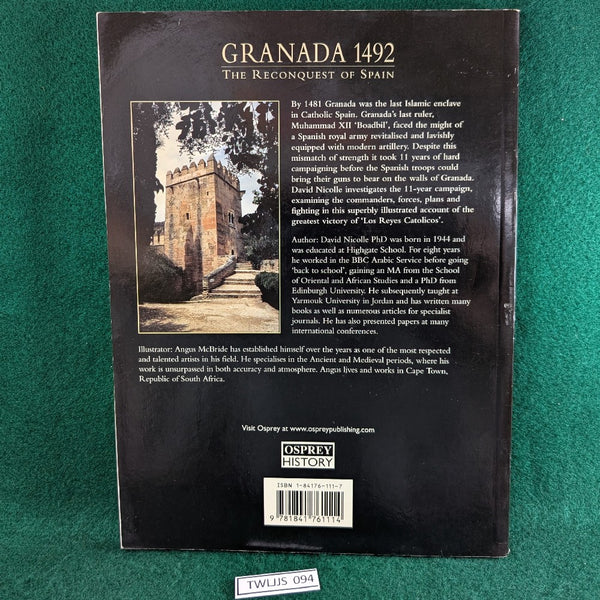 GRANADA 1492
THE RECONQUEST OF SPAIN
By 1481 Granada was the last Islamic enclave
in Catholic Spain. Granada's last ruler,
Muhammad XII 'Boadbil', faced the might of
a Spanish royal army revitalised and lavishly
equipped with modern artillery. Despite this
mismatch of strength it took 11 years of hard
campaigning before the Spanish troops could
bring their guns to bear on the walls of Granada.
David Nicolle investigates the 11-year campaign,
examining the commanders, forces, plans and
fighting in this superbly illustrated account of the
greatest victory of 'Los Reyes Catolicos'.
Author: David Nicolle PhD was born in 1944 and
was educated at Highgate School. For eight years
he worked in the BBC Arabic Service before going
'back to school', gaining an MA from the School
of Oriental and African Studies and a PhD from
Edinburgh University. He subsequently taught at
Yarmouk University in Jordan and has written many
books as well as numerous articles for specialist
journals. He has also presented papers at many
international conferences.
Illustrator: Angus McBride has established himself over the years as one of the most respected
and talented artists in his field. He specialises in the Ancient and Medieval periods, where his
work is unsurpassed in both accuracy and atmosphere. Angus lives and works in Cape Town,
Republic of South Africa.
Visit Osprey at www.ospreypublishing.com
OSPREY
HISTORY
ISBN 1-84176-111-7
9 781841 761114
TWLJJS 094